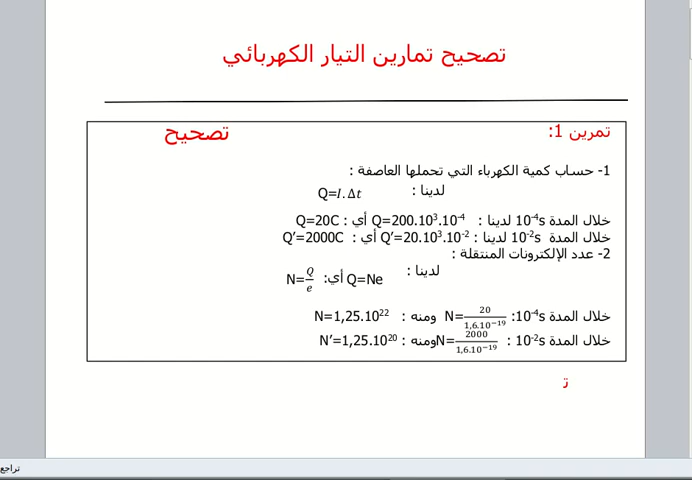 تصحيح تمارين التيار الكهربائي
تمرين 1: تصحيح
1- حساب كمية الكهرباء التي تحملها العاصفة :
لدينا : Q=I.Δt
خلال المدة 10⁻⁴s لدينا : Q=200.10³.10⁻⁴ أي : Q=20C
خلال المدة 10⁻²s لدينا : Q’=20.10³.10⁻² أي : Q’=2000C
2- عدد الإلكترونات المنتقلة :
لدينا : Q=Ne أي: N=Q/e
خلال المدة 10⁻⁴s: N=20/1,6.10⁻¹⁹ ومنه : N=1,25.10²²
خلال المدة 10⁻²s : N=2000/1,6.10⁻¹⁹ ومنه : N’=1,25.10²⁰
ت
تراجع